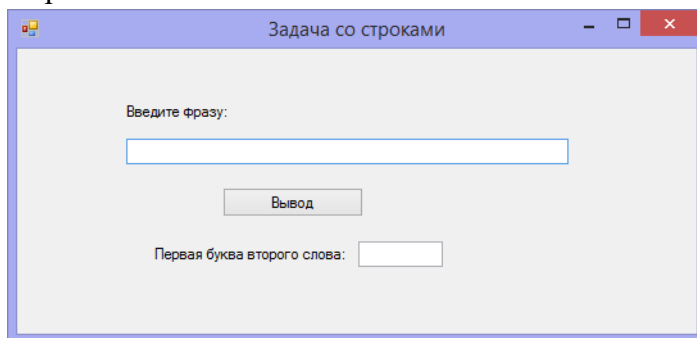 Задача со строками
Введите фразу:
Вывод
Первая буква второго слова: